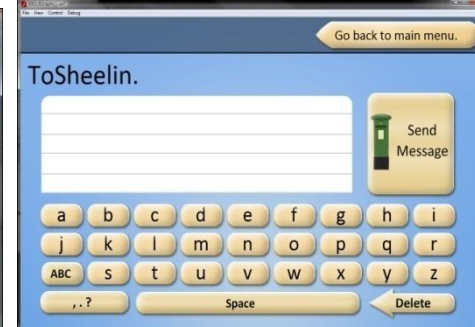 File View Control Debug
Go back to main menu.
ToSheelin.
Send
Message
a b c d e f g h i
j k l m n o p q r
ABC s t u v w x y z
, . ? Space Delete